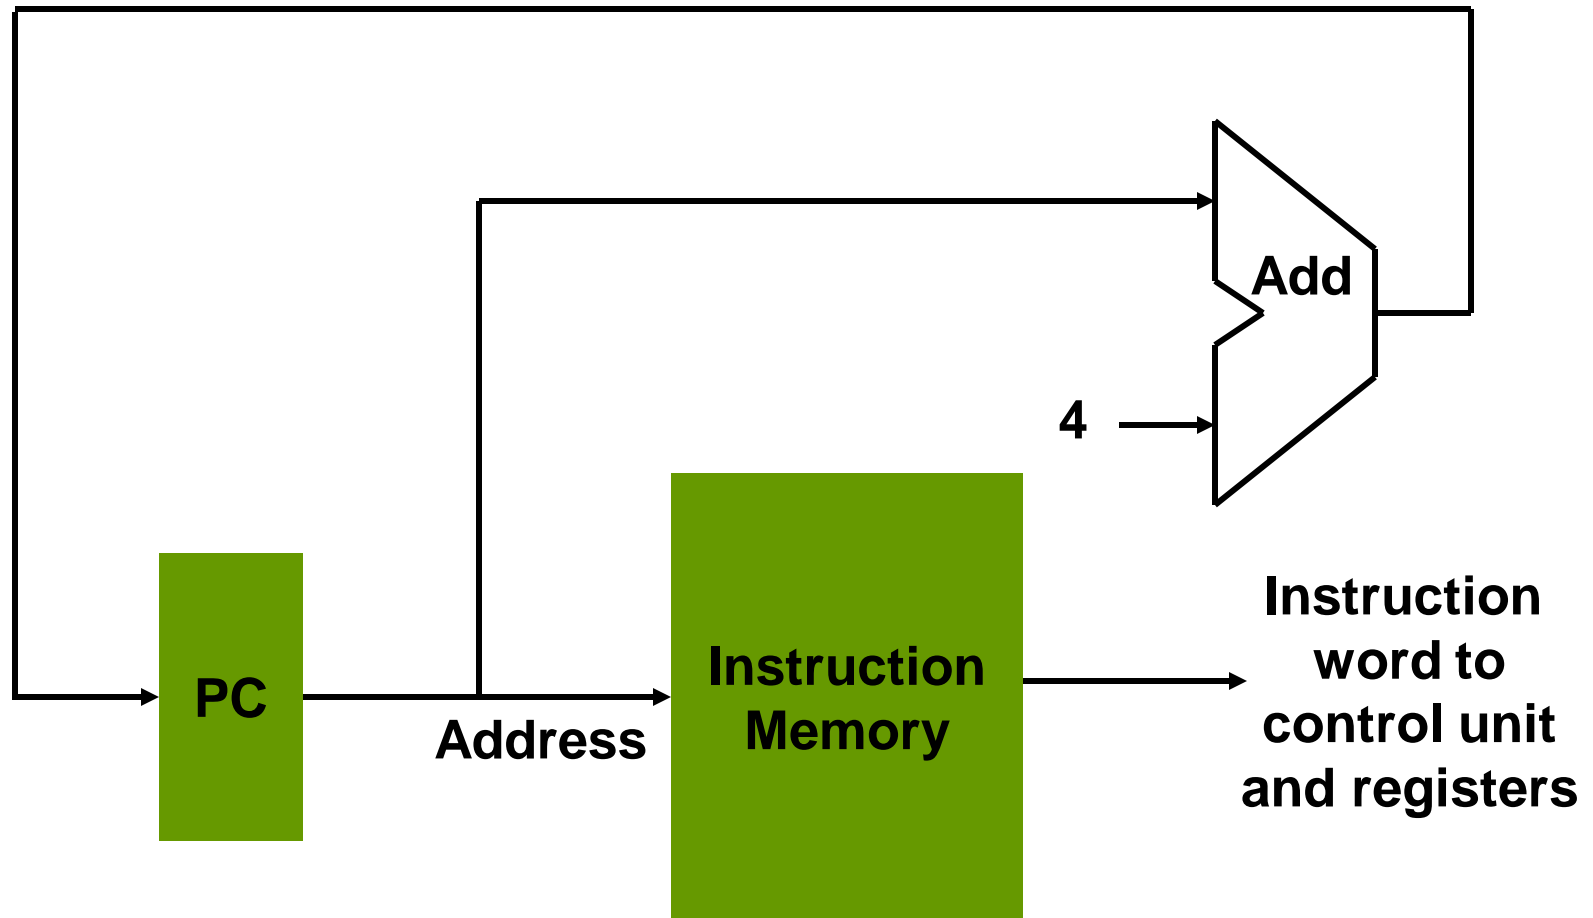 Add
4
PC
Address
Instruction
Memory
Instruction
word to
control unit
and registers